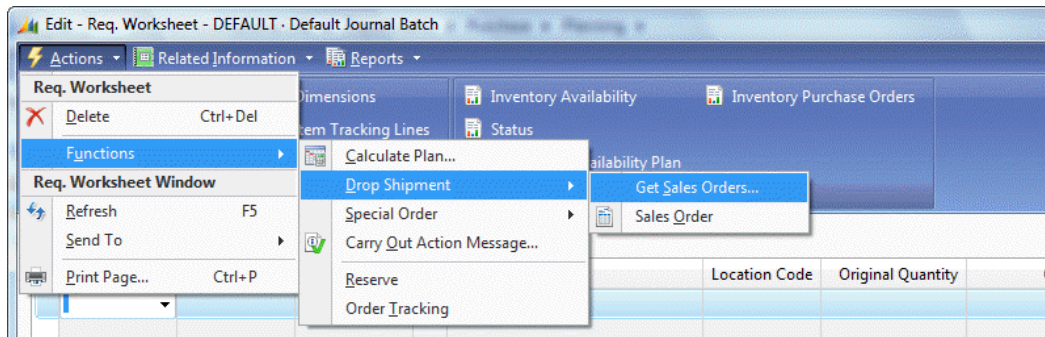 Edit - Req. Worksheet - DEFAULT · Default Journal Batch
Actions Related Information Reports
Req. Worksheet
Delete Ctrl+Del
Functions
Req. Worksheet Window
Refresh F5
Send To
Print Page... Ctrl+P
Dimensions Inventory Availability Inventory Purchase Orders
tem Tracking Lines Status
ailability Plan
Calculate Plan...
Drop Shipment
Special Order
Carry Out Action Message...
Reserve
Order Tracking
Get Sales Orders...
Sales Order
Location Code Original Quantity